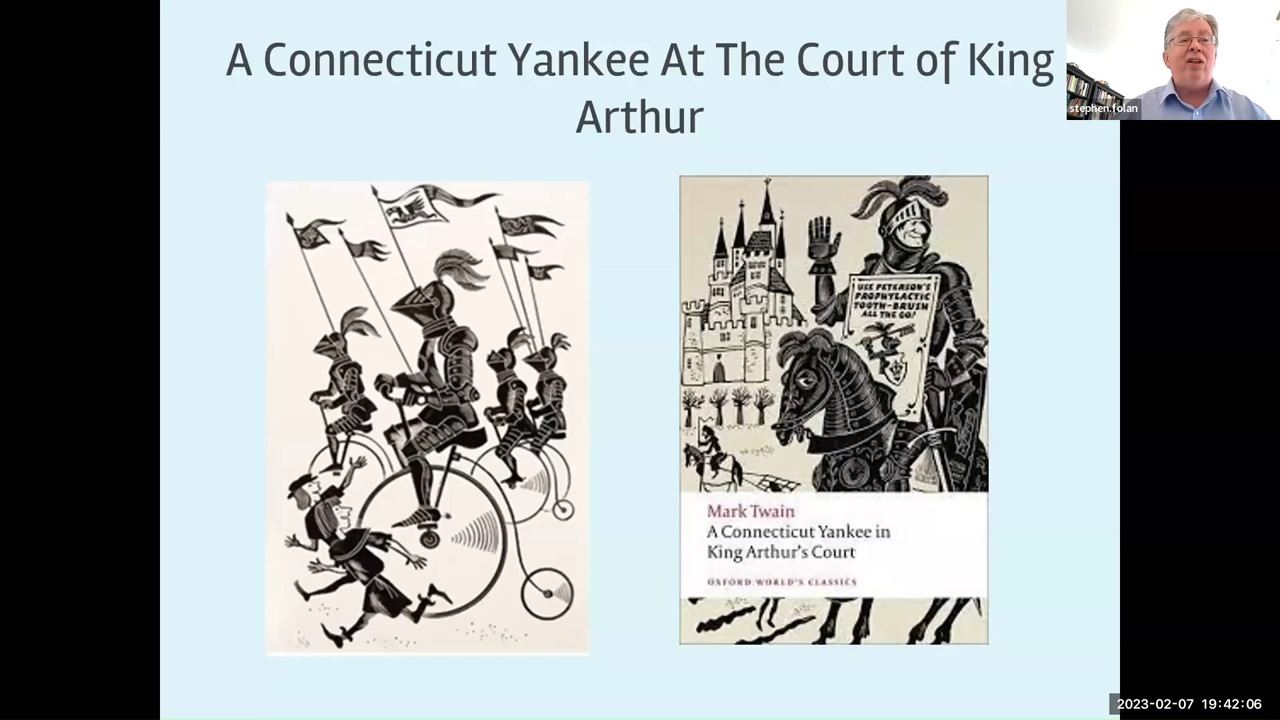 A Connecticut Yankee At The Court of King
Arthur
stephen.folan
USE PETERSON'S
PROPHYLACTIC
TOOTH-BRUSH
ALL THE GO!
Mark Twain
A Connecticut Yankee in
King Arthur's Court
OXFORD WORLD'S CLASSICS
2023-02-07 19:42:06